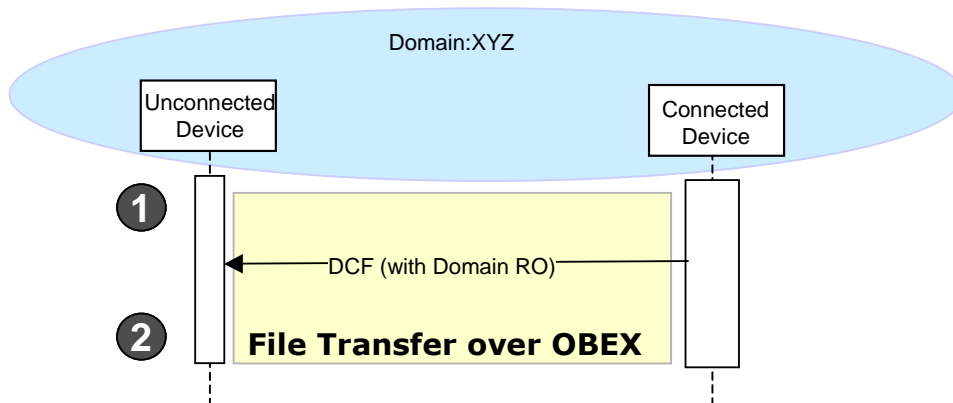 Domain:XYZ
Unconnected
Device
Connected
Device
1
DCF (with Domain RO)
2
File Transfer over OBEX